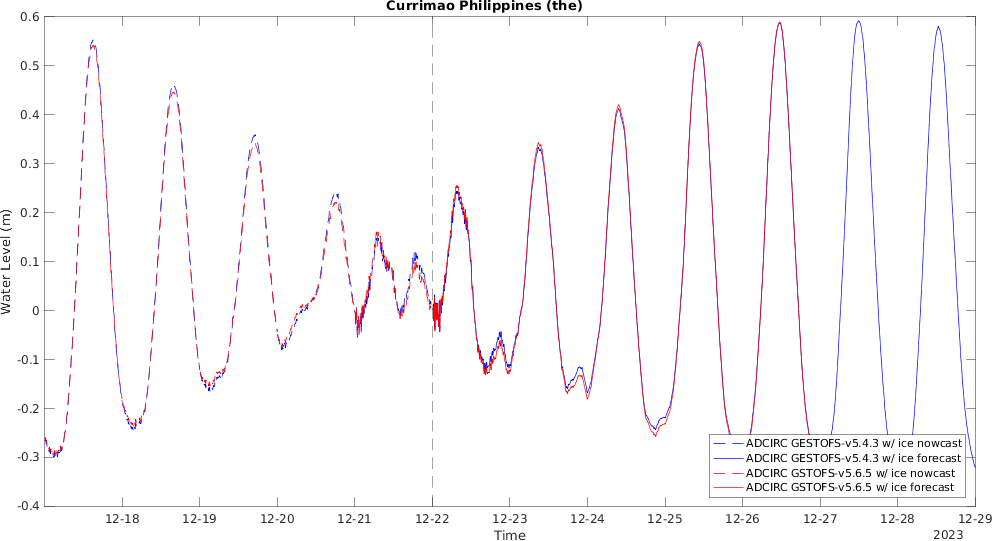 Currimao Philippines (the)
0.6
0.5
0.4
0.3
0.2
0.1
0
-0.1
-0.2
-0.3
-0.4
Water Level (m)
ADCIRC GESTOFS-v5.4.3 w/ ice nowcast
ADCIRC GESTOFS-v5.4.3 w/ ice forecast
ADCIRC GSTOFS-v5.6.5 w/ ice nowcast
ADCIRC GSTOFS-v5.6.5 w/ ice forecast
12-18 12-19 12-20 12-21 12-22 12-23 12-24 12-25 12-26 12-27 12-28 12-29
Time
2023